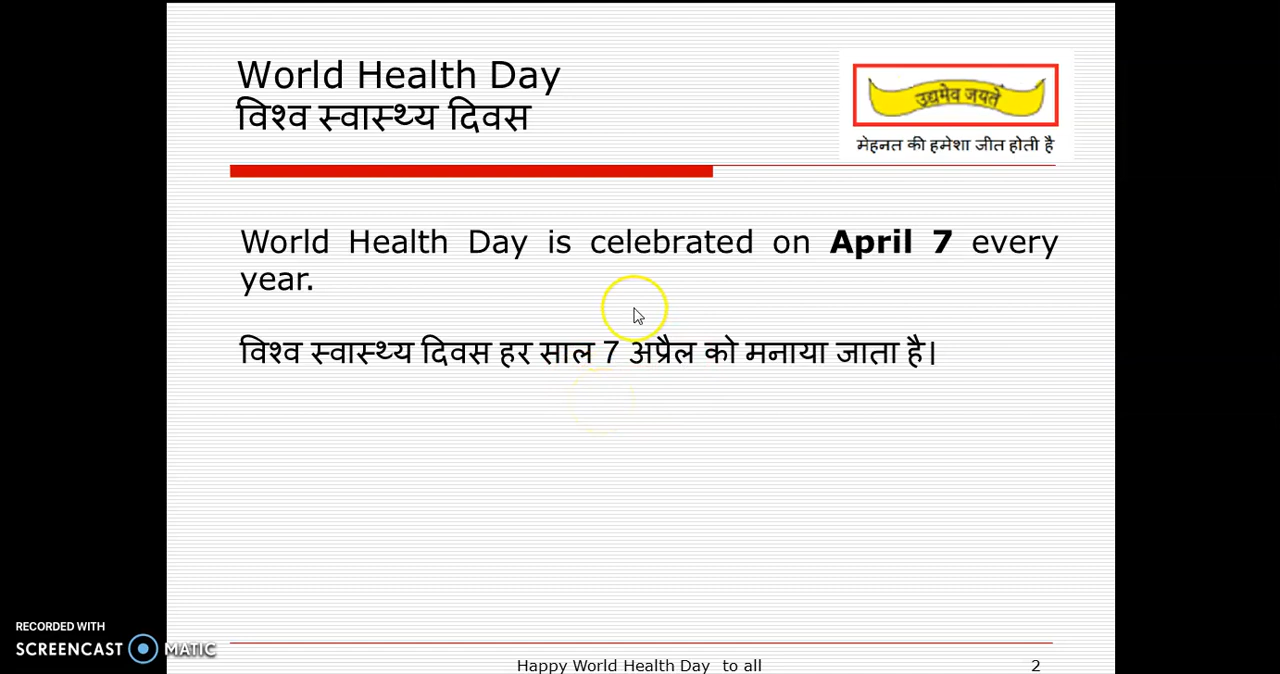 World Health Day
विश्व स्वास्थ्य दिवस
उद्यमेव जयते
मेहनत की हमेशा जीत होती है
World Health Day is celebrated on April 7 every
year.
विश्व स्वास्थ्य दिवस हर साल 7 अप्रैल को मनाया जाता है।
RECORDED WITH
SCREENCAST MATIC
Happy World Health Day to all
2